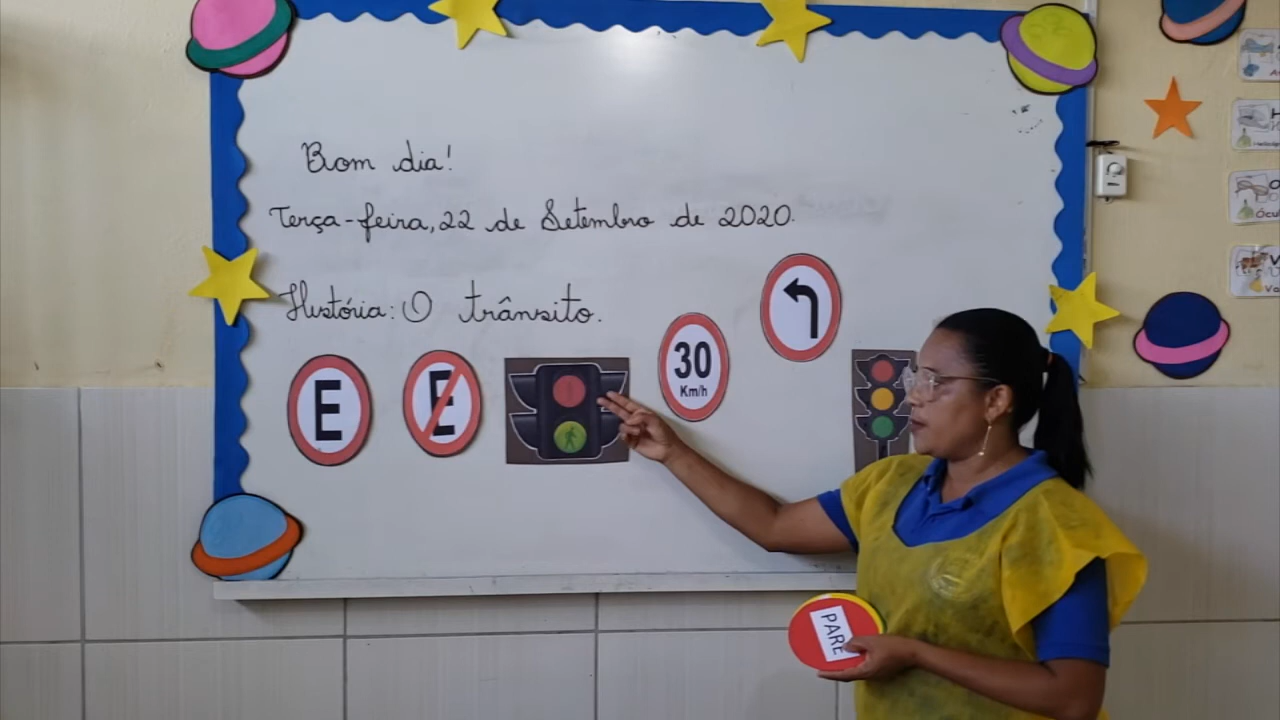 Bom dia!
Terça-feira, 22 de Setembro de 2020.
História: O trânsito.
E
E
30
Km/h
PARE